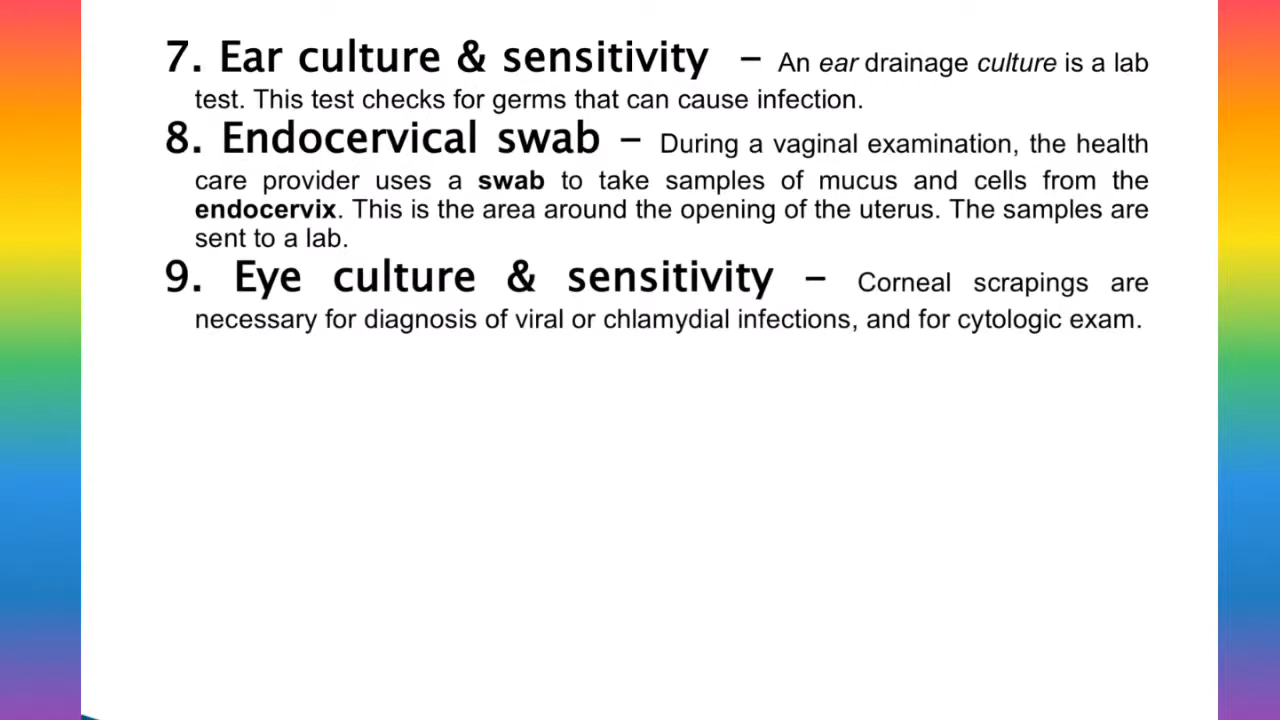 7. Ear culture & sensitivity – An ear drainage culture is a lab
test. This test checks for germs that can cause infection.
8. Endocervical swab – During a vaginal examination, the health
care provider uses a swab to take samples of mucus and cells from the
endocervix. This is the area around the opening of the uterus. The samples are
sent to a lab.
9. Eye culture & sensitivity – Corneal scrapings are
necessary for diagnosis of viral or chlamydial infections, and for cytologic exam.